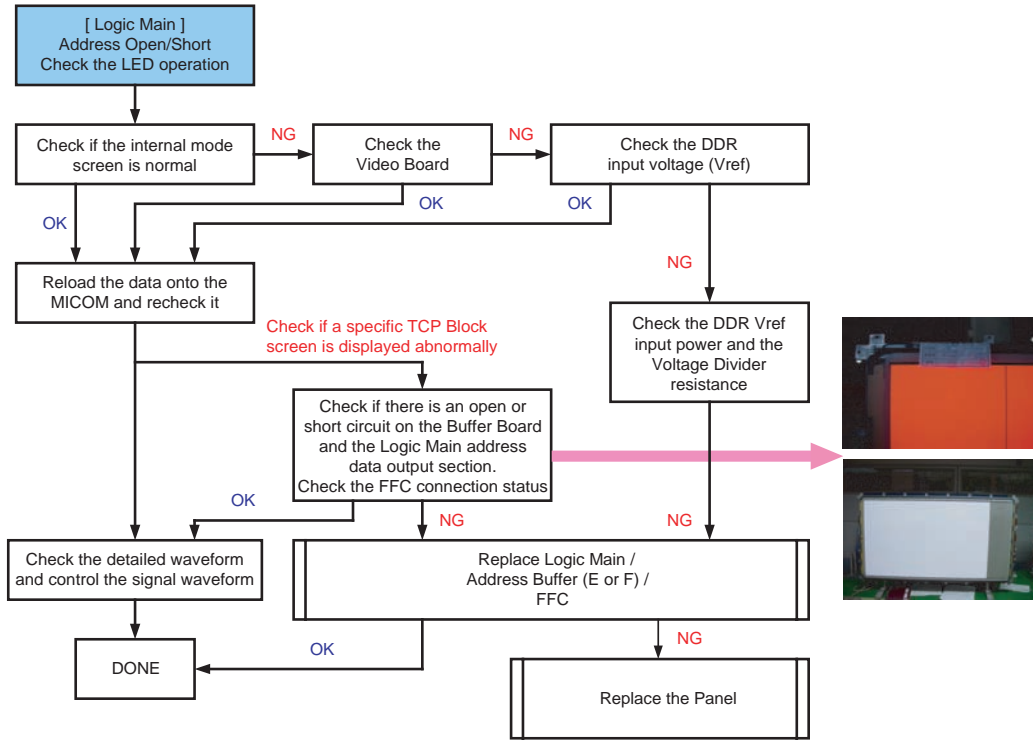 [ Logic Main ]
Address Open/Short
Check the LED operation
Check if the internal mode
screen is normal
NG
Check the
Video Board
NG
Check the DDR
input voltage (Vref)
OK
OK
OK
NG
Reload the data onto the
MICOM and recheck it
Check if a specific TCP Block
screen is displayed abnormally
Check the DDR Vref
input power and the
Voltage Divider
resistance
Check if there is an open or
short circuit on the Buffer Board
and the Logic Main address
data output section.
Check the FFC connection status
OK
NG
NG
Check the detailed waveform
and control the signal waveform
Replace Logic Main /
Address Buffer (E or F) /
FFC
OK
NG
DONE
Replace the Panel